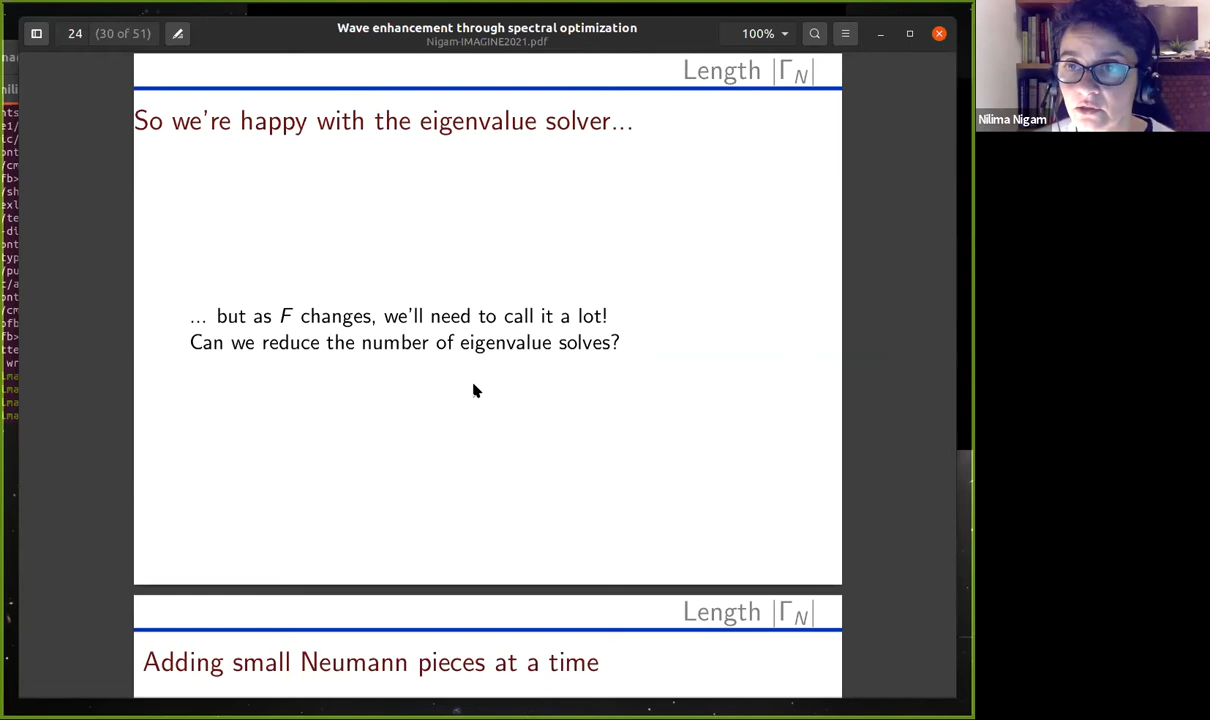 24 (30 of 51)
Wave enhancement through spectral optimization
Nigam-IMAGINE2021.pdf
100%
Length |Γ_N|
So we're happy with the eigenvalue solver...
... but as F changes, we'll need to call it a lot!
Can we reduce the number of eigenvalue solves?
Length |Γ_N|
Adding small Neumann pieces at a time
Nilima Nigam